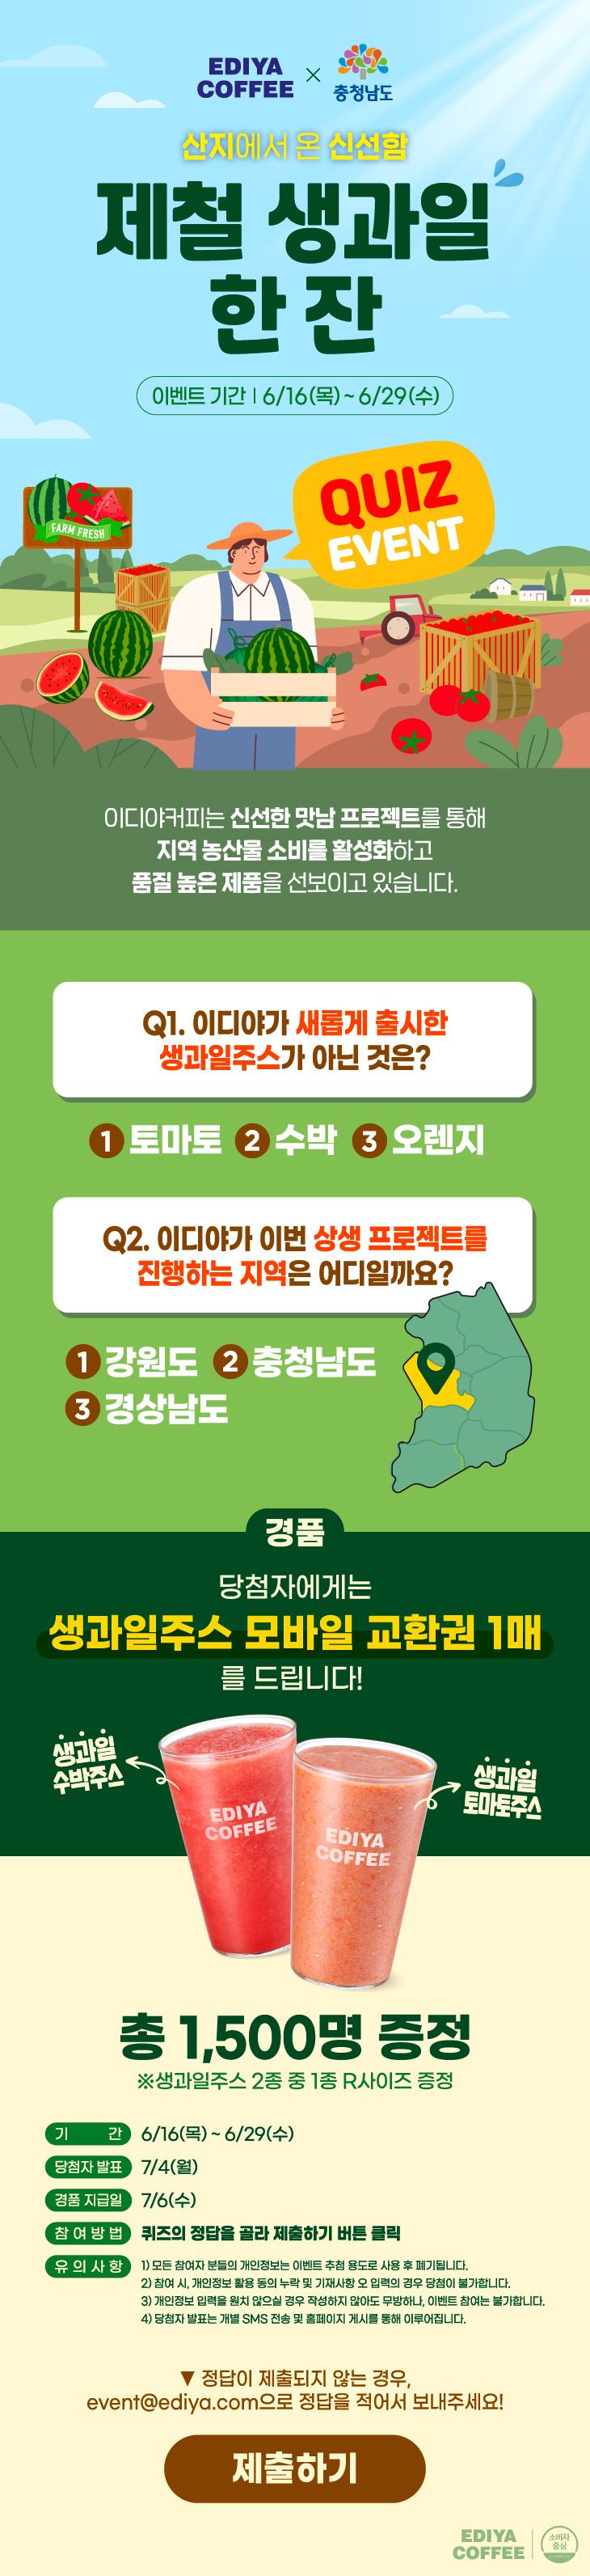 EDIYA
COFFEE
×
충청남도
산지에서 온 신선함
제철 생과일
한 잔
이벤트 기간 | 6/16(목) ~ 6/29(수)
QUIZ
EVENT
FARM FRESH
이디야커피는 신선한 맛남 프로젝트를 통해
지역 농산물 소비를 활성화하고
품질 높은 제품을 선보이고 있습니다.
Q1. 이디야가 새롭게 출시한
생과일주스가 아닌 것은?
1 토마토 2 수박 3 오렌지
Q2. 이디야가 이번 상생 프로젝트를
진행하는 지역은 어디일까요?
1 강원도 2 충청남도
3 경상남도
경품
당첨자에게는
생과일주스 모바일 교환권 1매
를 드립니다!
생과일
수박주스
생과일
토마토주스
EDIYA
COFFEE
EDIYA
COFFEE
총 1,500명 증정
※생과일주스 2종 중 1종 R사이즈 증정
기 간 6/16(목) ~ 6/29(수)
당첨자 발표 7/4(월)
경품 지급일 7/6(수)
참 여 방 법 퀴즈의 정답을 골라 제출하기 버튼 클릭
유 의 사 항 1) 모든 참여자 분들의 개인정보는 이벤트 추첨 용도로 사용 후 폐기됩니다.
2) 참여 시, 개인정보 활용 동의 누락 및 기재사항 오 입력의 경우 당첨이 불가합니다.
3) 개인정보 입력을 원치 않으실 경우 작성하지 않아도 무방하나, 이벤트 참여는 불가합니다.
4) 당첨자 발표는 개별 SMS 전송 및 홈페이지 게시를 통해 이루어집니다.
▼ 정답이 제출되지 않는 경우,
event@ediya.com으로 정답을 적어서 보내주세요!
제출하기
EDIYA
COFFEE
소비자
중심